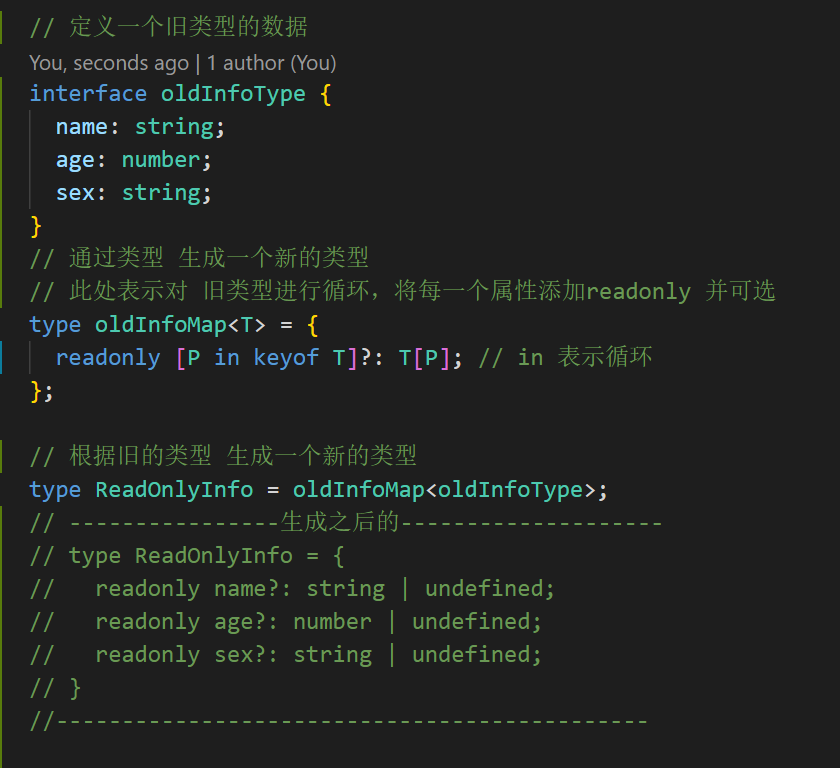 // 定义一个旧类型的数据
You, seconds ago | 1 author (You)
interface oldInfoType {
  name: string;
  age: number;
  sex: string;
}
// 通过类型 生成一个新的类型
// 此处表示对 旧类型进行循环，将每一个属性添加readonly 并可选
type oldInfoMap<T> = {
  readonly [P in keyof T]?: T[P]; // in 表示循环
};
// 根据旧的类型 生成一个新的类型
type ReadOnlyInfo = oldInfoMap<oldInfoType>;
// ----------------生成之后的--------------------
// type ReadOnlyInfo = {
//   readonly name?: string | undefined;
//   readonly age?: number | undefined;
//   readonly sex?: string | undefined;
// }
//---------------------------------------------